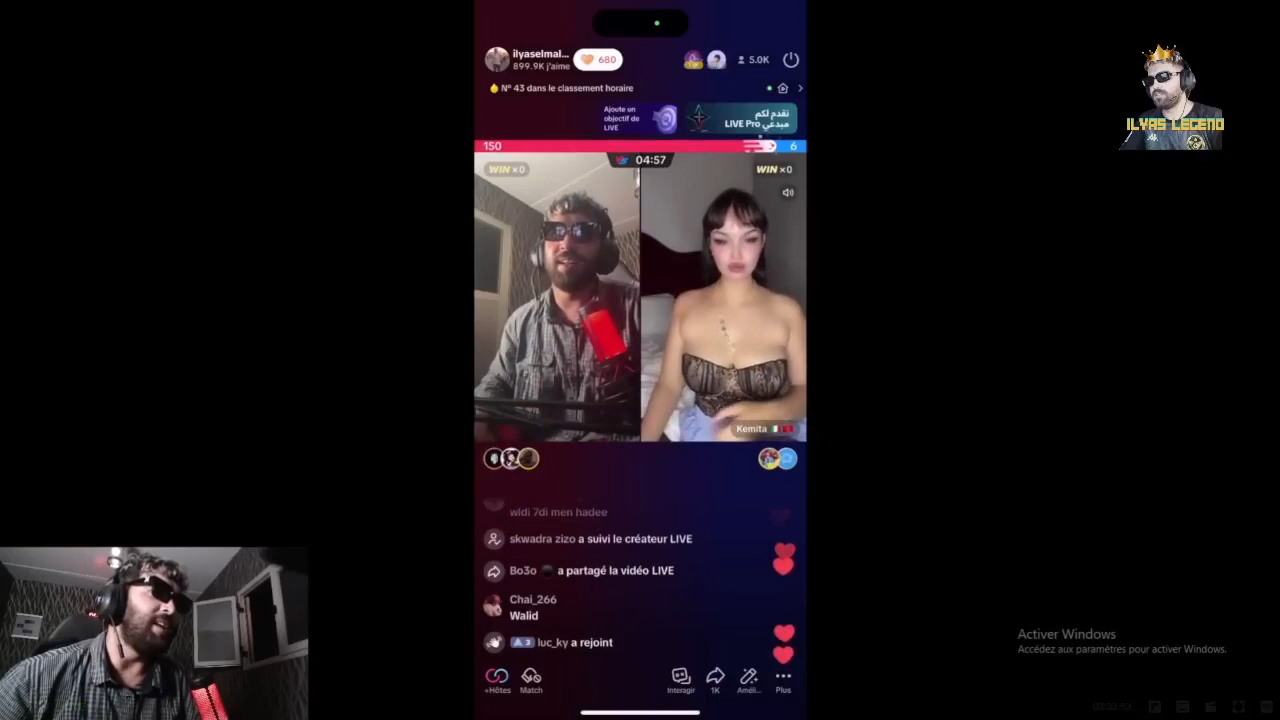 ilyaselmal...
899.9K j'aime
680
5.0K
N° 43 dans le classement horaire
Ajoute un
objectif de
LIVE
نقدم لكم
مبدعي LIVE Pro
150
6
04:57
WIN ×0
WIN ×0
ILYAS LEGEND
Kemita
wldi 7di men hadee
skwadra zizo a suivi le créateur LIVE
Bo3o a partagé la vidéo LIVE
Chai_266
Walid
3 luc_ky a rejoint
+Hôtes
Match
Interagir
1K
Améli...
Plus
Activer Windows
Accédez aux paramètres pour activer Windows.